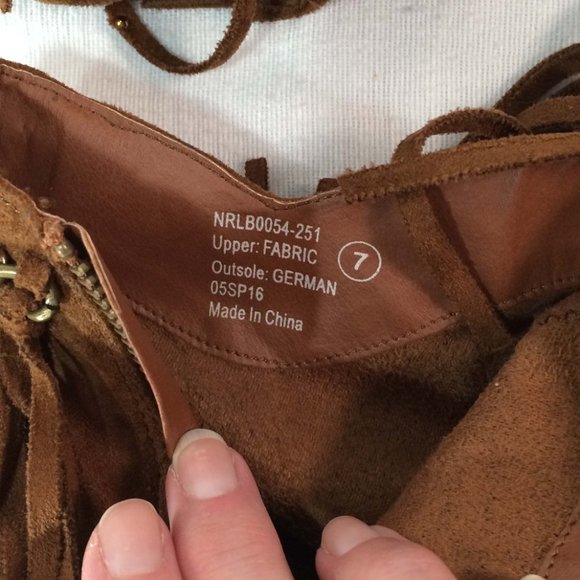 NRLB0054-251
Upper: FABRIC
7
Outsole: GERMAN
05SP16
Made In China